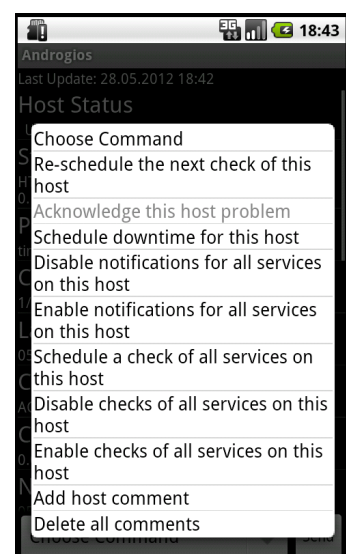 3G 18:43
Androgios
Last Update: 28.05.2012 18:42
Host Status
Choose Command
Re-schedule the next check of this
host
Acknowledge this host problem
Schedule downtime for this host
Disable notifications for all services
on this host
Enable notifications for all services
on this host
Schedule a check of all services on
this host
Disable checks of all services on this
host
Enable checks of all services on this
host
Add host comment
Delete all comments
Choose Command Send